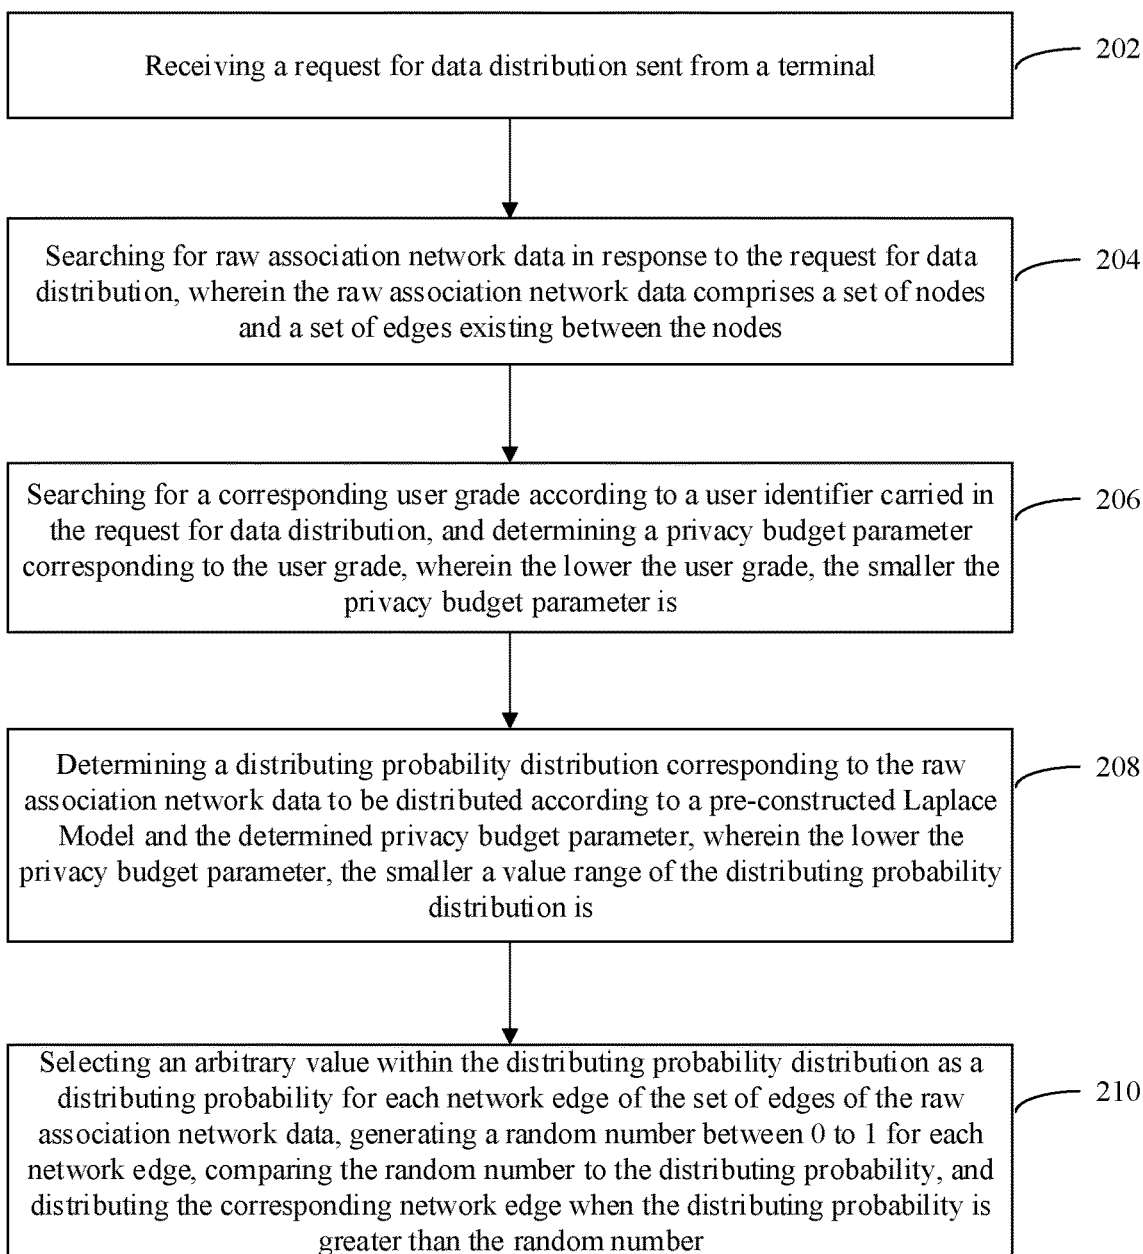 Receiving a request for data distribution sent from a terminal
202
Searching for raw association network data in response to the request for data
distribution, wherein the raw association network data comprises a set of nodes
and a set of edges existing between the nodes
204
Searching for a corresponding user grade according to a user identifier carried in
the request for data distribution, and determining a privacy budget parameter
corresponding to the user grade, wherein the lower the user grade, the smaller the
privacy budget parameter is
206
Determining a distributing probability distribution corresponding to the raw
association network data to be distributed according to a pre-constructed Laplace
Model and the determined privacy budget parameter, wherein the lower the
privacy budget parameter, the smaller a value range of the distributing probability
distribution is
208
Selecting an arbitrary value within the distributing probability distribution as a
distributing probability for each network edge of the set of edges of the raw
association network data, generating a random number between 0 to 1 for each
network edge, comparing the random number to the distributing probability, and
distributing the corresponding network edge when the distributing probability is
greater than the random number
210